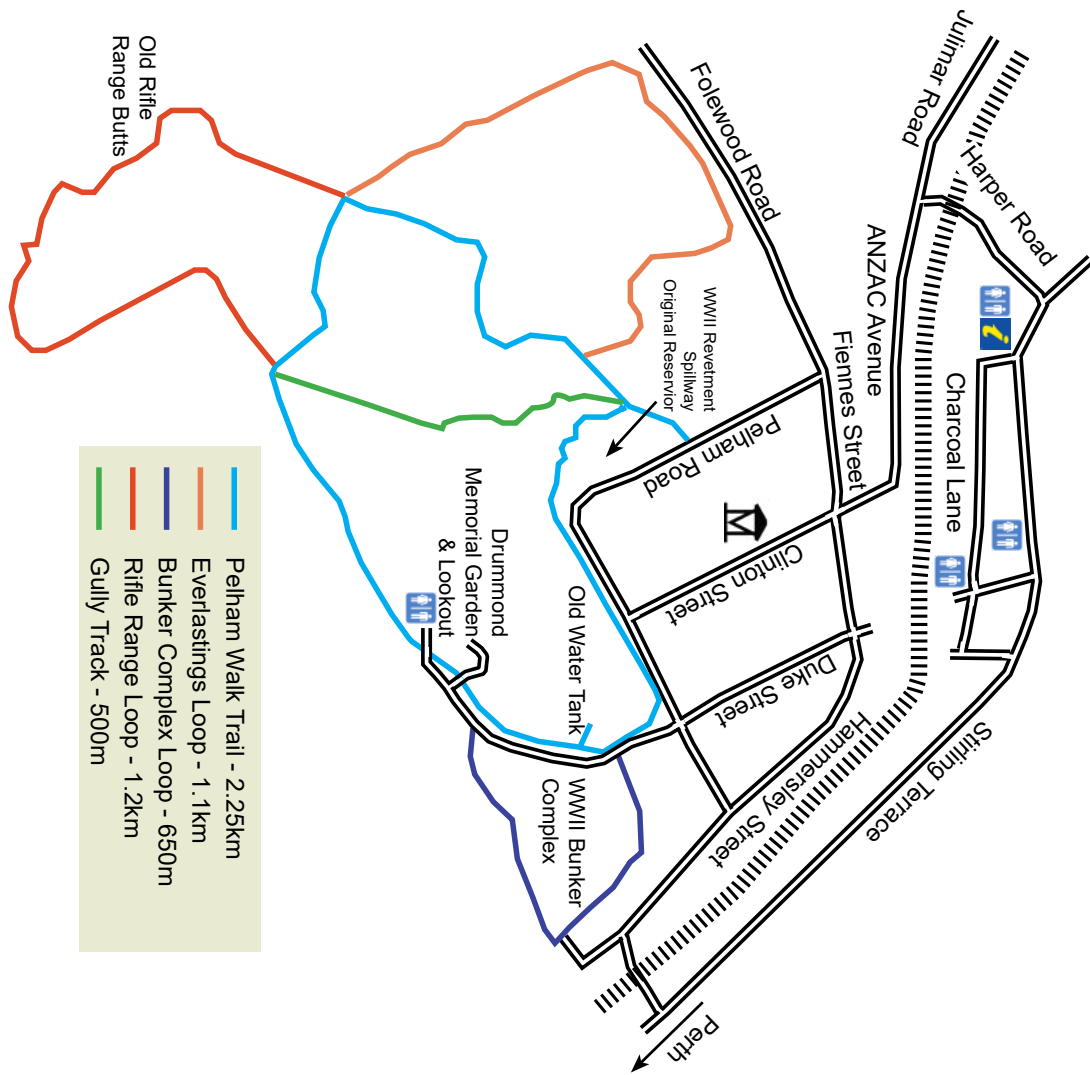 Julimar Road
Harper Road
Folewood Road
ANZAC Avenue
Fiennes Street
Charcoal Lane
Old Rifle
Range Butts
WWII Revetment
Spillway
Original Reservior
Pelham Road
M
Clinton Street
Duke Street
Hammersley Street
Stirling Terrace
Perth
Drummond
Memorial Garden
& Lookout
Old Water Tank
WWII Bunker
Complex
i
Pelham Walk Trail - 2.25km
Everlastings Loop - 1.1km
Bunker Complex Loop - 650m
Rifle Range Loop - 1.2km
Gully Track - 500m